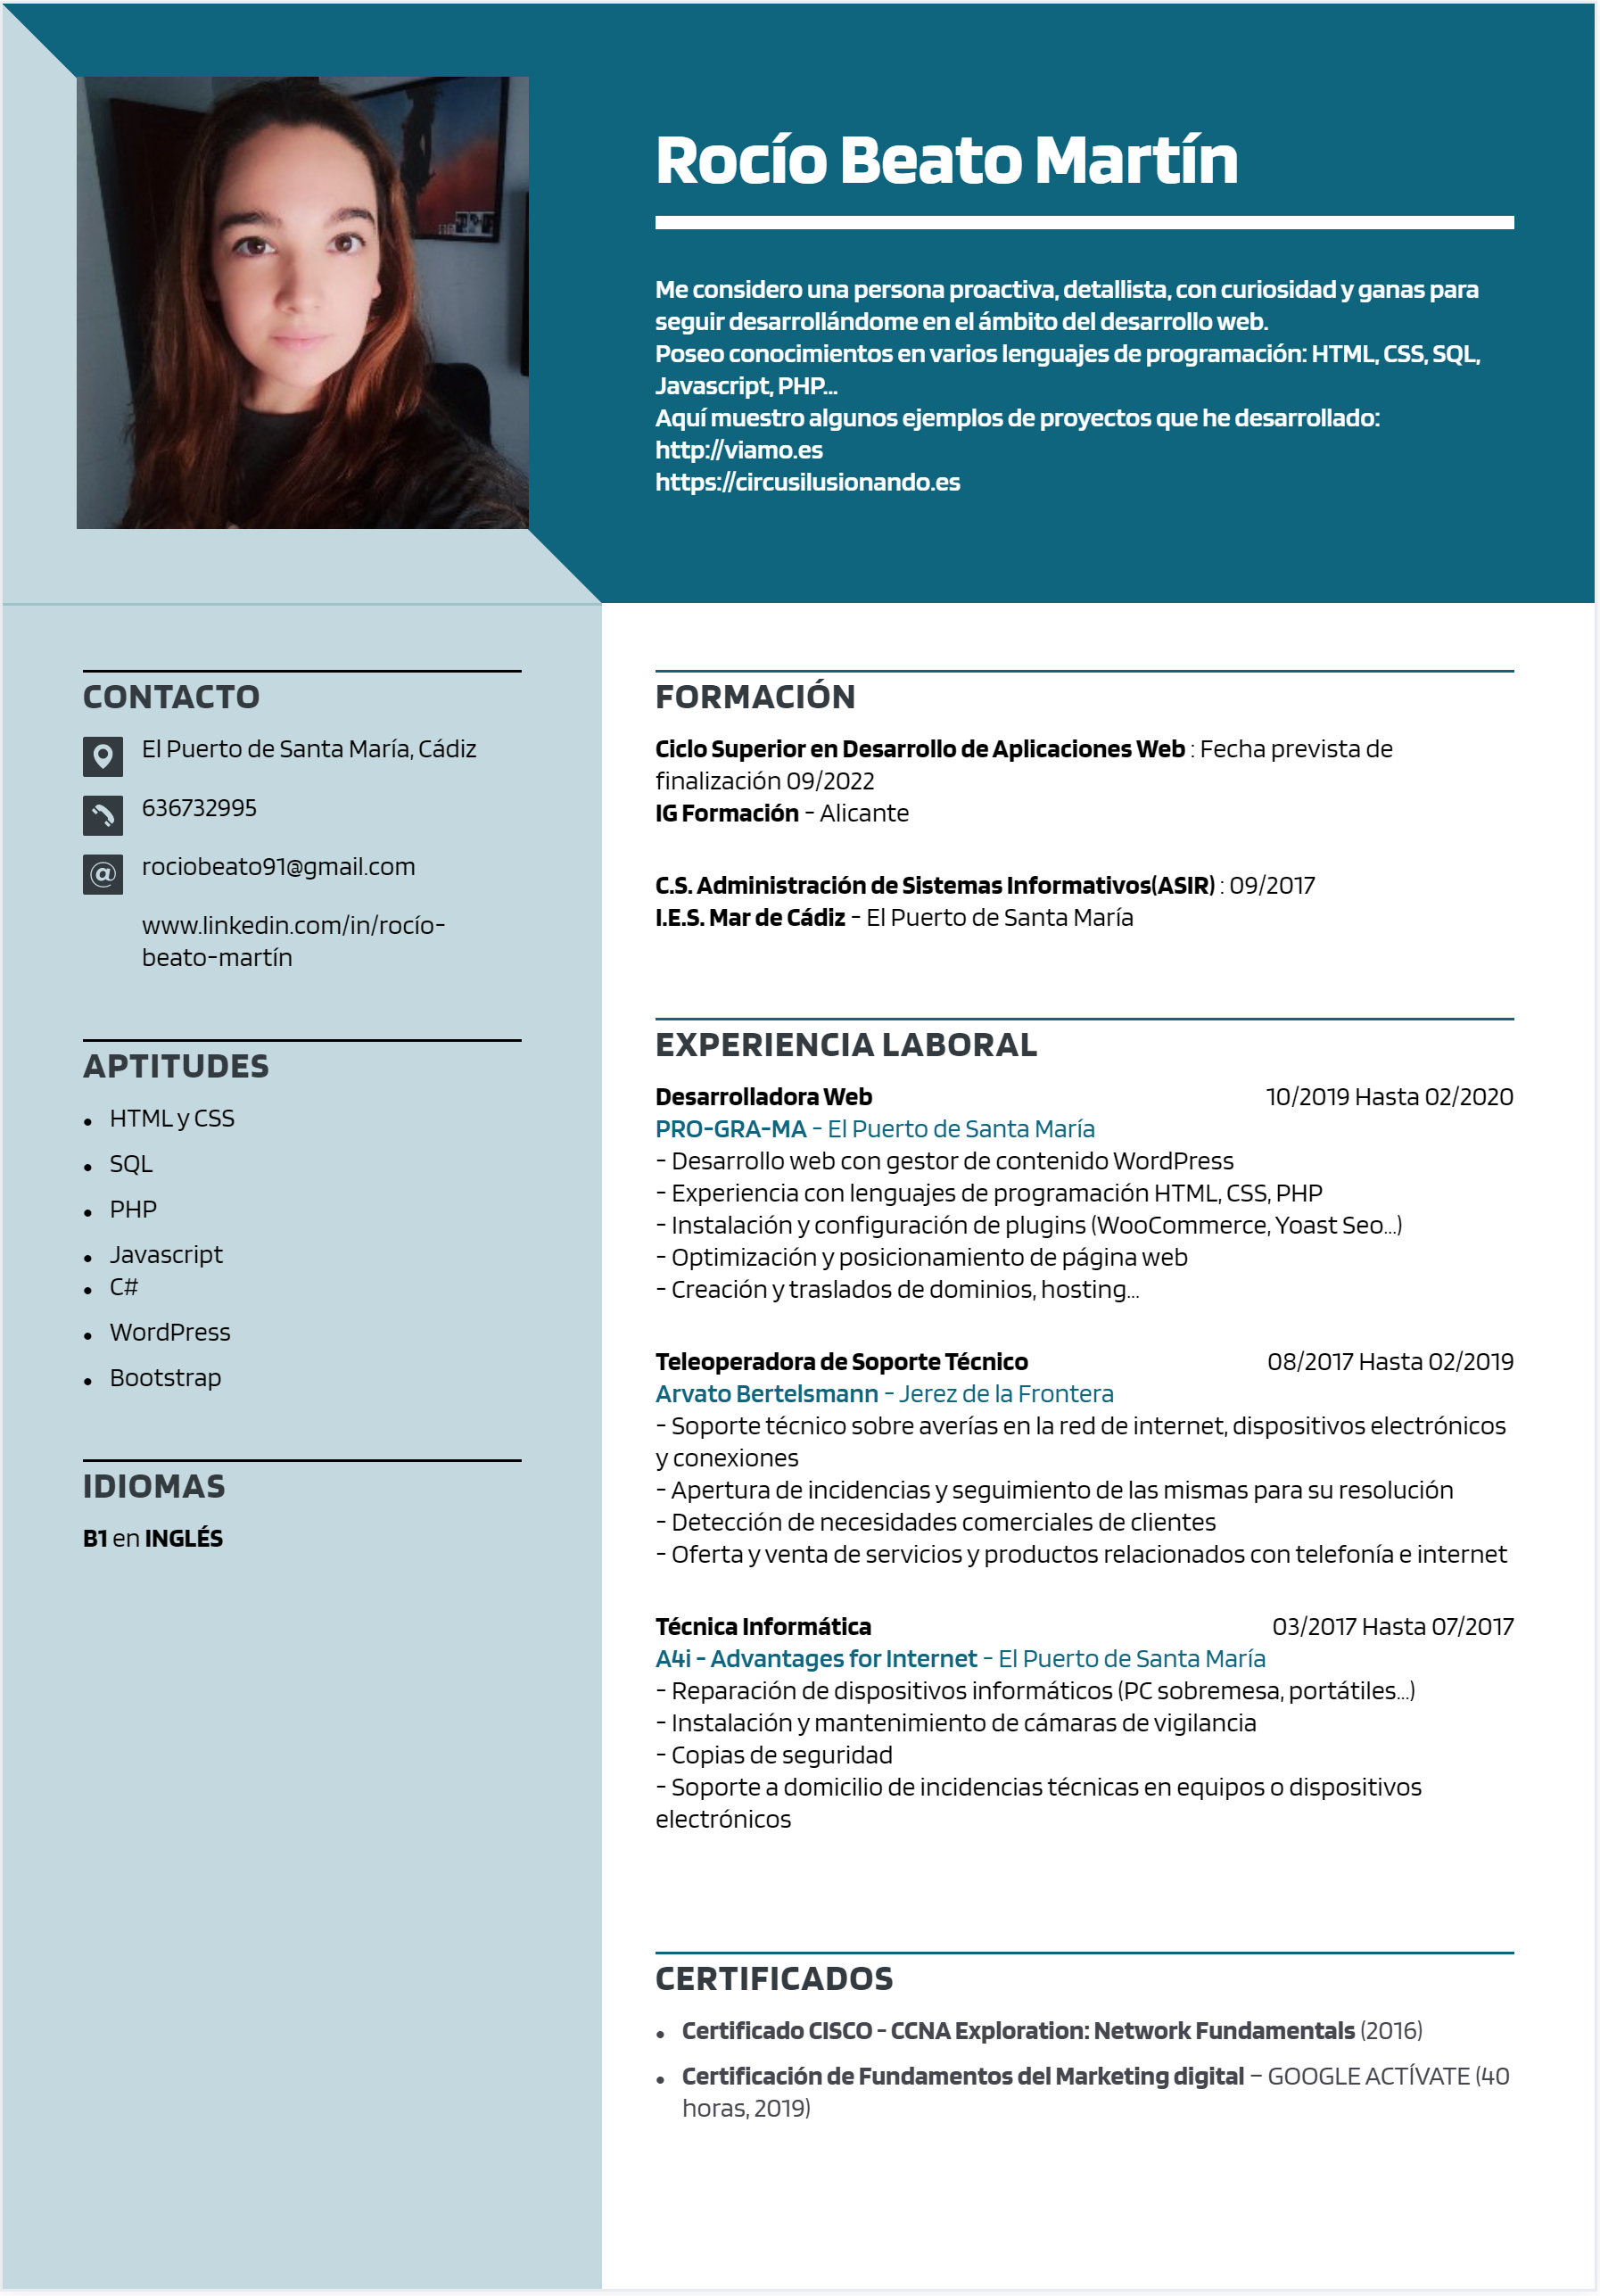 Rocío Beato Martín
Me considero una persona proactiva, detallista, con curiosidad y ganas para
seguir desarrollándome en el ámbito del desarrollo web.
Poseo conocimientos en varios lenguajes de programación: HTML, CSS, SQL,
Javascript, PHP...
Aquí muestro algunos ejemplos de proyectos que he desarrollado:
http://viamo.es
https://circusilusionando.es
CONTACTO
El Puerto de Santa María, Cádiz
636732995
rociobeato91@gmail.com
www.linkedin.com/in/rocío-
beato-martín
APTITUDES
• HTML y CSS
• SQL
• PHP
• Javascript
• C#
• WordPress
• Bootstrap
IDIOMAS
B1 en INGLÉS
FORMACIÓN
Ciclo Superior en Desarrollo de Aplicaciones Web : Fecha prevista de
finalización 09/2022
IG Formación - Alicante
C.S. Administración de Sistemas Informativos(ASIR) : 09/2017
I.E.S. Mar de Cádiz - El Puerto de Santa María
EXPERIENCIA LABORAL
Desarrolladora Web 10/2019 Hasta 02/2020
PRO-GRA-MA - El Puerto de Santa María
- Desarrollo web con gestor de contenido WordPress
- Experiencia con lenguajes de programación HTML, CSS, PHP
- Instalación y configuración de plugins (WooCommerce, Yoast Seo...)
- Optimización y posicionamiento de página web
- Creación y traslados de dominios, hosting...
Teleoperadora de Soporte Técnico 08/2017 Hasta 02/2019
Arvato Bertelsmann - Jerez de la Frontera
- Soporte técnico sobre averías en la red de internet, dispositivos electrónicos
y conexiones
- Apertura de incidencias y seguimiento de las mismas para su resolución
- Detección de necesidades comerciales de clientes
- Oferta y venta de servicios y productos relacionados con telefonía e internet
Técnica Informática 03/2017 Hasta 07/2017
A4i - Advantages for Internet - El Puerto de Santa María
- Reparación de dispositivos informáticos (PC sobremesa, portátiles...)
- Instalación y mantenimiento de cámaras de vigilancia
- Copias de seguridad
- Soporte a domicilio de incidencias técnicas en equipos o dispositivos
electrónicos
CERTIFICADOS
• Certificado CISCO - CCNA Exploration: Network Fundamentals (2016)
• Certificación de Fundamentos del Marketing digital – GOOGLE ACTÍVATE (40
horas, 2019)